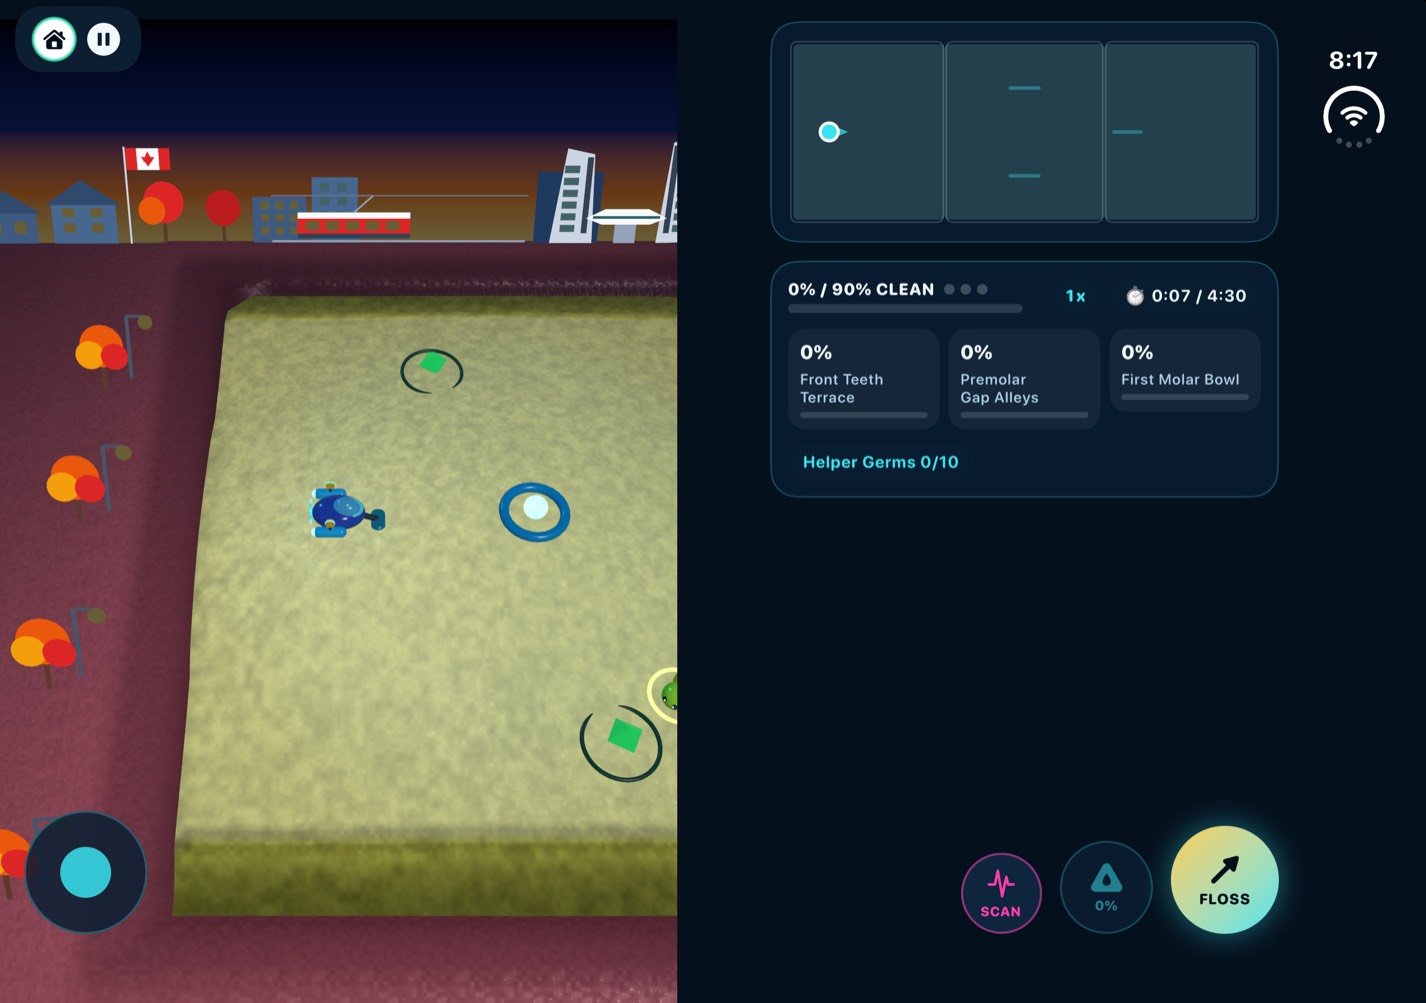 8:17
0% / 90% CLEAN
1x
0:07 / 4:30
0%
Front Teeth
Terrace
0%
Premolar
Gap Alleys
0%
First Molar Bowl
Helper Germs 0/10
SCAN
0%
FLOSS